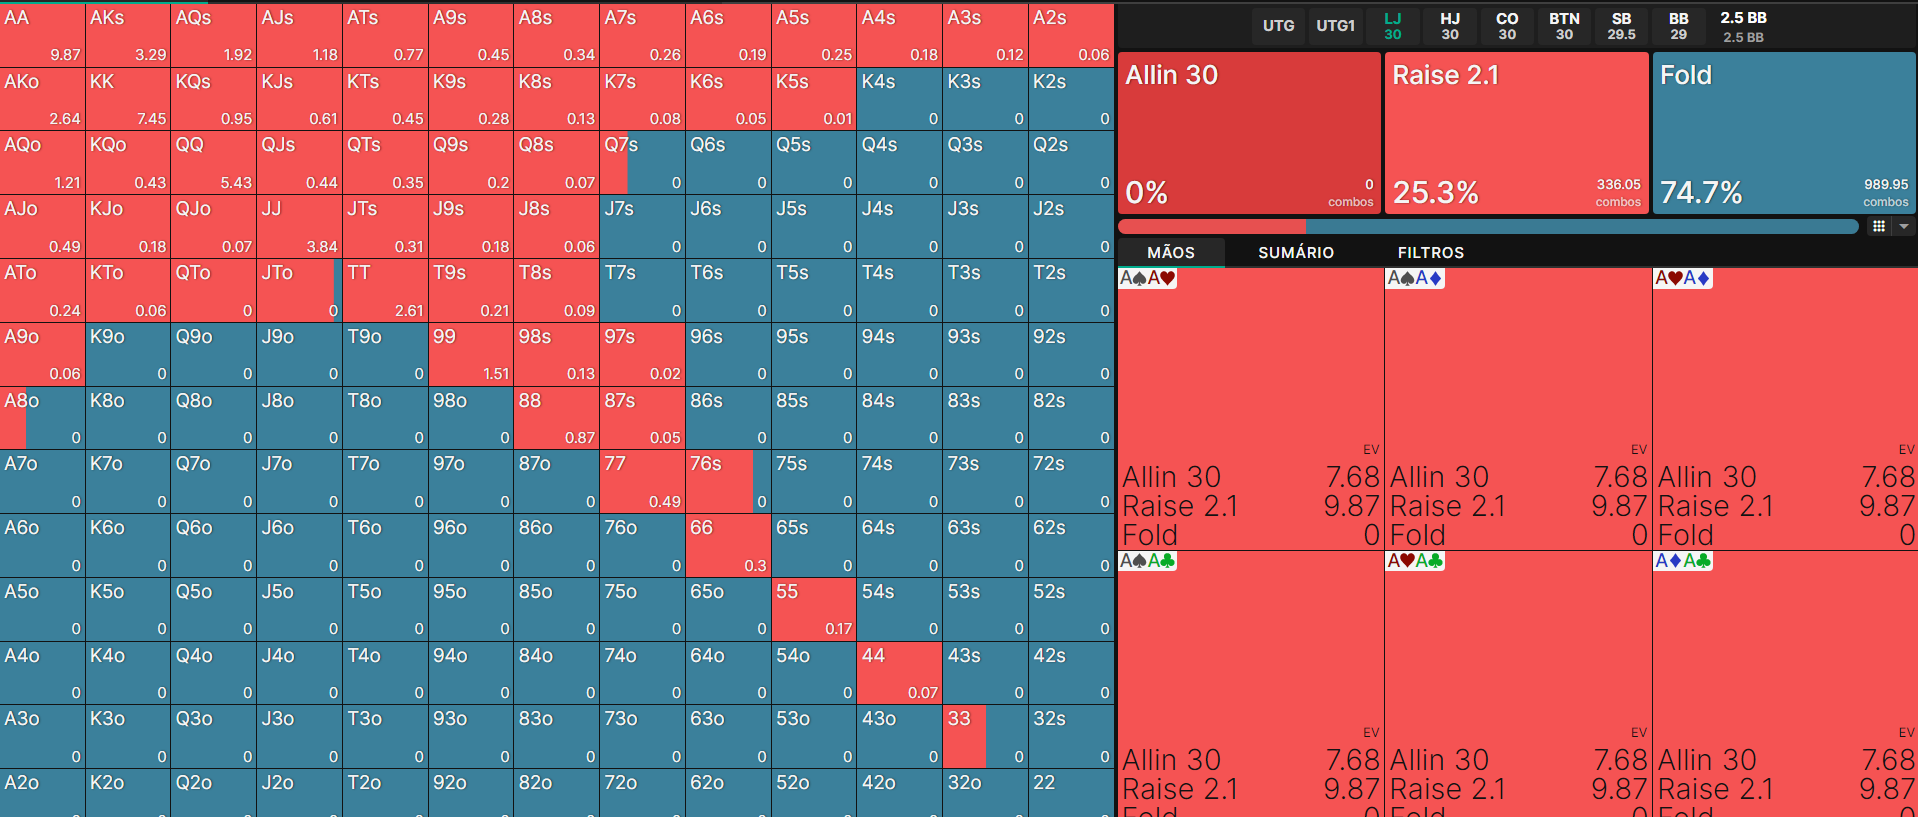 AA AKs AQs AJs ATs A9s A8s A7s A6s A5s A4s A3s A2s
9.87 3.29 1.92 1.18 0.77 0.45 0.34 0.26 0.19 0.25 0.18 0.12 0.06
AKo KK KQs KJs KTs K9s K8s K7s K6s K5s K4s K3s K2s
2.64 7.45 0.95 0.61 0.45 0.28 0.13 0.08 0.05 0.01 0 0 0
AQo KQo QQ QJs QTs Q9s Q8s Q7s Q6s Q5s Q4s Q3s Q2s
1.21 0.43 5.43 0.44 0.35 0.2 0.07 0 0 0 0 0 0
AJo KJo QJo JJ JTs J9s J8s J7s J6s J5s J4s J3s J2s
0.49 0.18 0.07 3.84 0.31 0.18 0.06 0 0 0 0 0 0
ATo KTo QTo JTo TT T9s T8s T7s T6s T5s T4s T3s T2s
0.24 0.06 0 0 2.61 0.21 0.09 0 0 0 0 0 0
A9o K9o Q9o J9o T9o 99 98s 97s 96s 95s 94s 93s 92s
0.06 0 0 0 0 1.51 0.13 0.02 0 0 0 0 0
A8o K8o Q8o J8o T8o 98o 88 87s 86s 85s 84s 83s 82s
0 0 0 0 0 0 0.87 0.05 0 0 0 0 0
A7o K7o Q7o J7o T7o 97o 87o 77 76s 75s 74s 73s 72s
0 0 0 0 0 0 0 0.49 0 0 0 0 0
A6o K6o Q6o J6o T6o 96o 86o 76o 66 65s 64s 63s 62s
0 0 0 0 0 0 0 0 0.3 0 0 0 0
A5o K5o Q5o J5o T5o 95o 85o 75o 65o 55 54s 53s 52s
0 0 0 0 0 0 0 0 0 0.17 0 0 0
A4o K4o Q4o J4o T4o 94o 84o 74o 64o 54o 44 43s 42s
0 0 0 0 0 0 0 0 0 0 0.07 0 0
A3o K3o Q3o J3o T3o 93o 83o 73o 63o 53o 43o 33 32s
0 0 0 0 0 0 0 0 0 0 0 0 0
A2o K2o Q2o J2o T2o 92o 82o 72o 62o 52o 42o 32o 22
UTG UTG1 LJ HJ CO BTN SB BB 2.5 BB
30 30 30 30 29.5 29 2.5 BB
Allin 30 Raise 2.1 Fold
0% 0 combos 25.3% 336.05 combos 74.7% 989.95 combos
MÃOS SUMÁRIO FILTROS
A♠A♥ A♠A♦ A♥A♦
EV EV EV
Allin 30 7.68 Allin 30 7.68 Allin 30 7.68
Raise 2.1 9.87 Raise 2.1 9.87 Raise 2.1 9.87
Fold 0 Fold 0 Fold 0
A♠A♣ A♥A♣ A♦A♣
EV EV EV
Allin 30 7.68 Allin 30 7.68 Allin 30 7.68
Raise 2.1 9.87 Raise 2.1 9.87 Raise 2.1 9.87
Fold 0 Fold 0 Fold 0